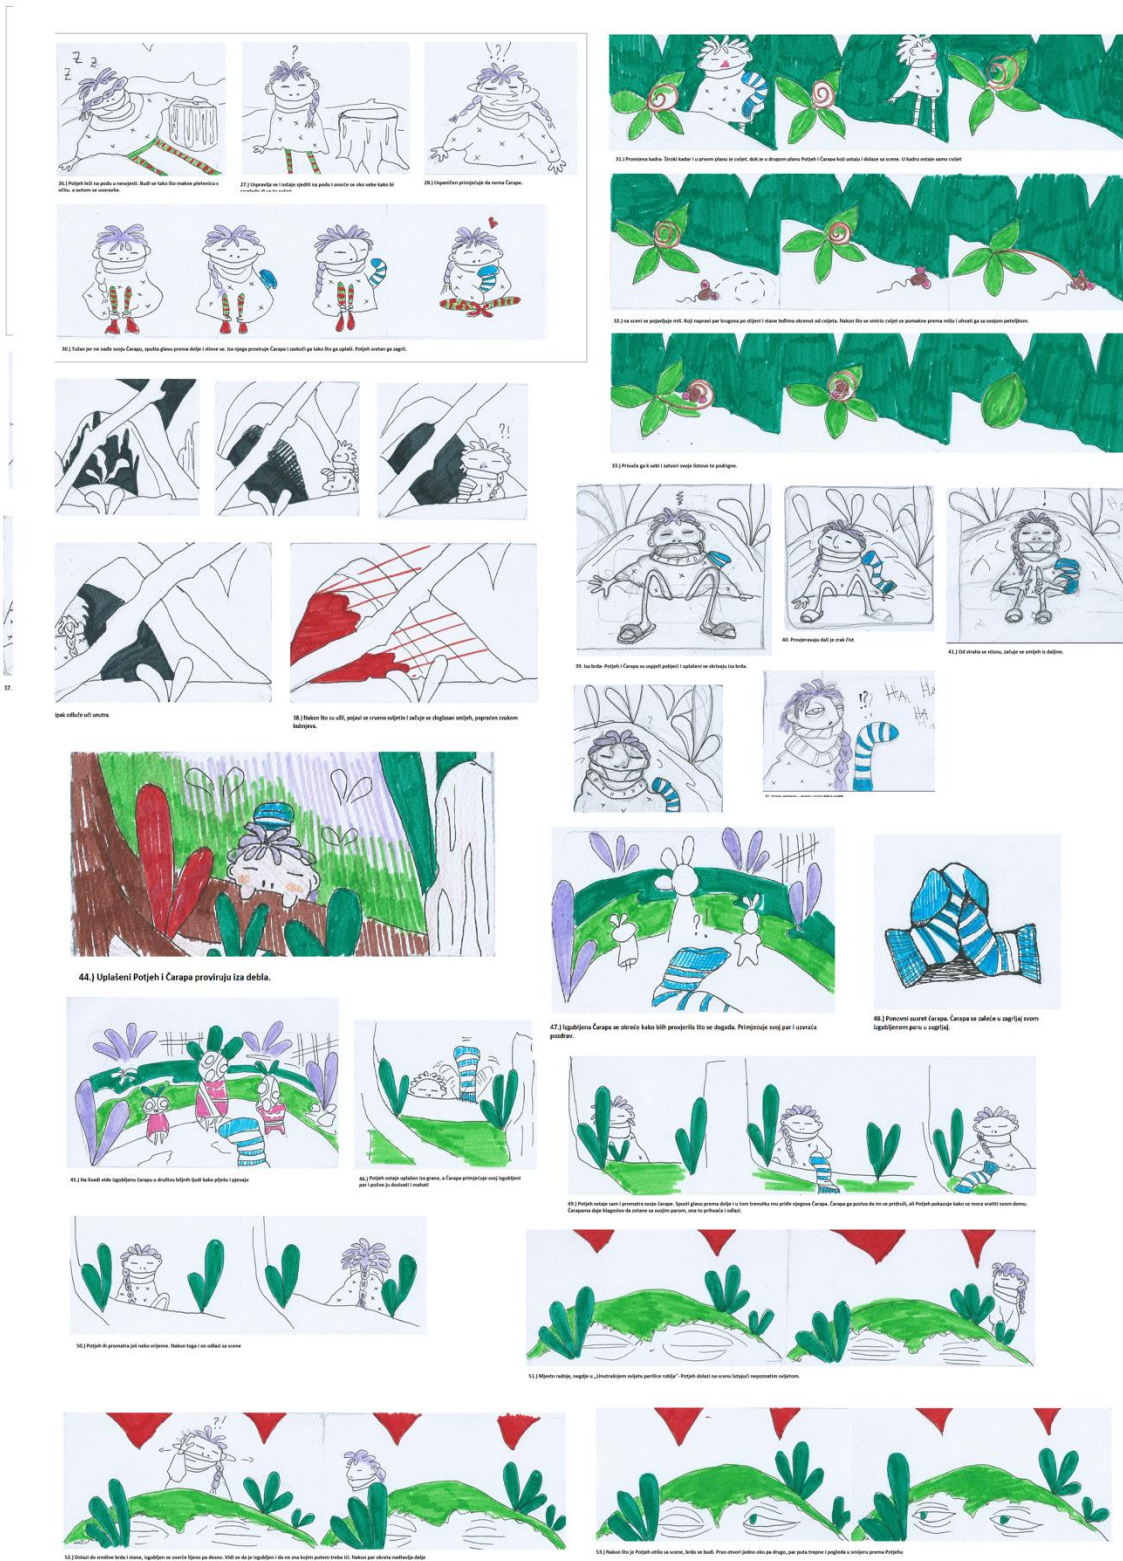 Z Z Z
?
! ? !
26.) Potjeh leži na podu u nesvjesti. Budi se tako što makne pletenicu s
očiju, a potom se uspravlja.
27.) Uspravlja se i ostaje sjediti na podu i osvrće se oko sebe kako bi
28.) Uspaničen primjećuje da nema Čarape.
30.) Tužan jer ne nađe svoju Čarapu, spušta glavu prema dolje i stisne se. Iza njega proviruje Čarapa i zaskoči ga tako što ga uplaši. Potjeh sretan ga zagrli.
31.) Promjena kadra- Široki kadar i u prvom planu je cvijet, dok je u drugom planu Potjeh i Čarapa koji ustaju i dolaze sa scene. U kadru ostaje samo cvijet
32.) na sceni se pojavljuje miš. Koji napravi par krugova po stijeni i stane leđima okrenut od cvijeta. Nakon što se smirio cvijet se pomakne prema mišu i uhvati ga sa svojom peteljkom.
33.) Privuče ga k sebi i zatvori svoje listove te podrigne.
?!
37.
Ipak odluče ući unutra.
38.) Nakon što su ušli, pojavi se crveno svjetlo i začuje se zloglasan smijeh, popraćen zvukom
bubnjeva.
39. Iza brda- Potjeh i Čarapa su uspjeli pobjeći i uplašeni se skrivaju iza brda.
40. Provjeravaju dali je zrak čist
!
41.) Od straha se stisnu, začuje se smijeh iz daljine.
?
!?
HA HA
HA
44.) Uplašeni Potjeh i Čarapa proviruju iza debla.
47.) Izgubljena Čarapa se okreće kako bih provjerila što se događa. Primjećuje svoj par i uzvraća
pozdrav.
48.) Ponovni susret čarapa. Čarapa se zaleće u zagrljaj svom
izgubljenom paru u zagrljaj.
45.) Na livadi vide izgubljenu čarapu u društvu biljnih ljudi kako plješu i pjevaju
46.) Potjeh ostaje uplašen iza grane, a Čarapa primjećuje svoj izgubljeni
par i počne ju dozivati i mahati
49.) Potjeh ostaje sam i promatra svoje čarape. Spusti glavu prema dolje i u tom trenutku mu priđe njegova Čarapa. Čarapa ga poziva da im se pridruži, ali Potjeh pokazuje kako se mora vratiti svom domu.
Čarapama daje blagoslov da ostane sa svojim parom, ona to prihvaća i odlazi.
50.) Potjeh ih promatra još neko vrijeme. Nakon toga i on odlazi sa scene
51.) Mjesto radnje, negdje u „Unutrašnjem svijetu perilice rublja"- Potjeh dolazi na scenu lutajući nepoznatim svijetom.
?!
52.) Dolazi do sredine brda i stane, izgubljen se osvrće lijevo pa desno. Vidi se da je izgubljen i da ne zna kojim putem treba ići. Nakon par okreta nastavlja dalje
53.) Nakon što je Potjeh otišo sa scene, brdo se budi. Prvo otvori jedno oko pa drugo, par puta trepne i pogleda u smjeru prema Potjehu